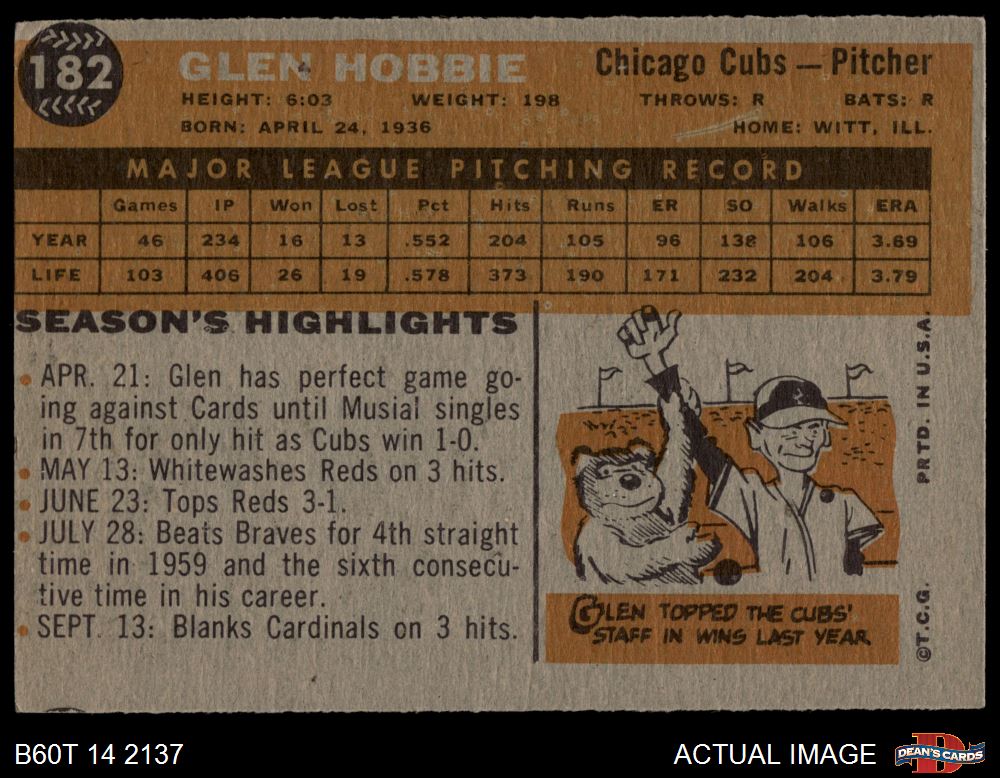 182
GLEN HOBBIE
Chicago Cubs — Pitcher
HEIGHT: 6:03 WEIGHT: 198 THROWS: R BATS: R
BORN: APRIL 24, 1936 HOME: WITT, ILL.
MAJOR LEAGUE PITCHING RECORD
Games IP Won Lost Pct Hits Runs ER SO Walks ERA
YEAR 46 234 16 13 .552 204 105 96 138 106 3.69
LIFE 103 406 26 19 .578 373 190 171 232 204 3.79
SEASON'S HIGHLIGHTS
• APR. 21: Glen has perfect game go-
ing against Cards until Musial singles
in 7th for only hit as Cubs win 1-0.
• MAY 13: Whitewashes Reds on 3 hits.
• JUNE 23: Tops Reds 3-1.
• JULY 28: Beats Braves for 4th straight
time in 1959 and the sixth consecu-
tive time in his career.
• SEPT. 13: Blanks Cardinals on 3 hits.
GLEN TOPPED THE CUBS'
STAFF IN WINS LAST YEAR
©T.C.G. PRTD. IN U.S.A.
B60T 14 2137
ACTUAL IMAGE
D
DEAN'S CARDS